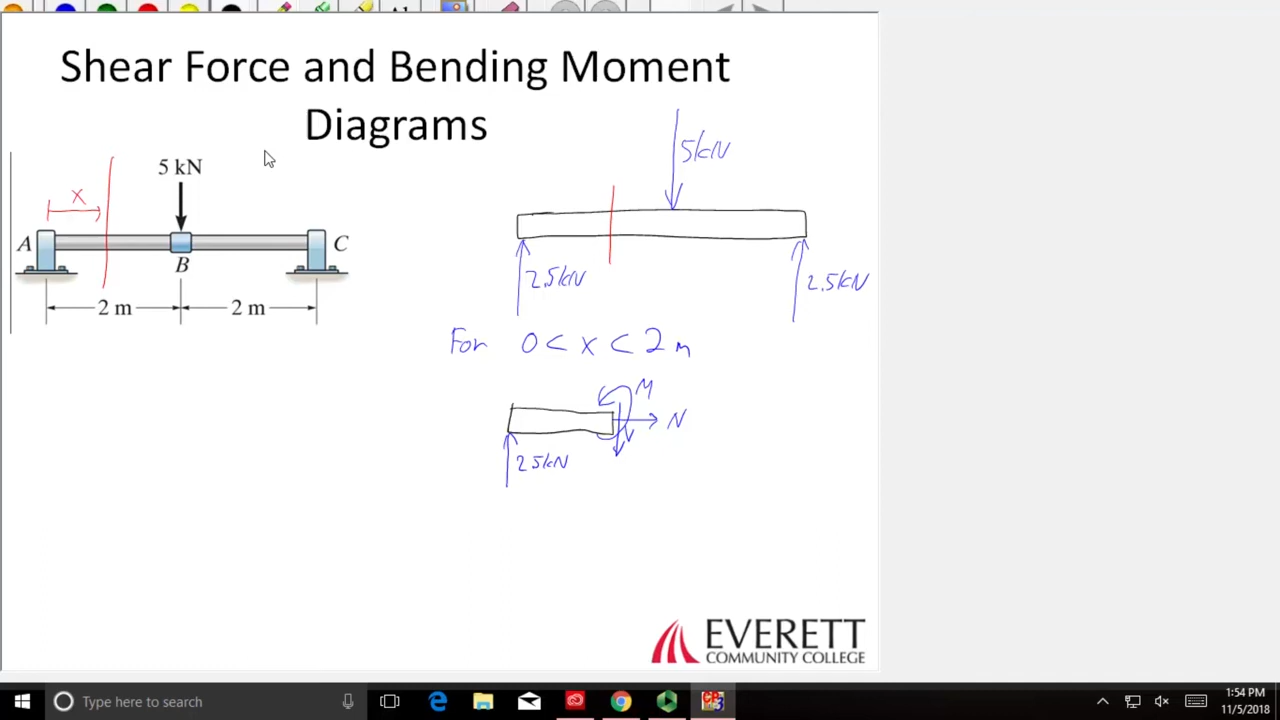 Shear Force and Bending Moment
Diagrams
5 kN
x
A
B
C
2 m
2 m
5kN
2.5kN
2.5kN
For 0 < x < 2 m
M
N
V
2.5kN
EVERETT
COMMUNITY COLLEGE
Type here to search
1:54 PM
11/5/2018